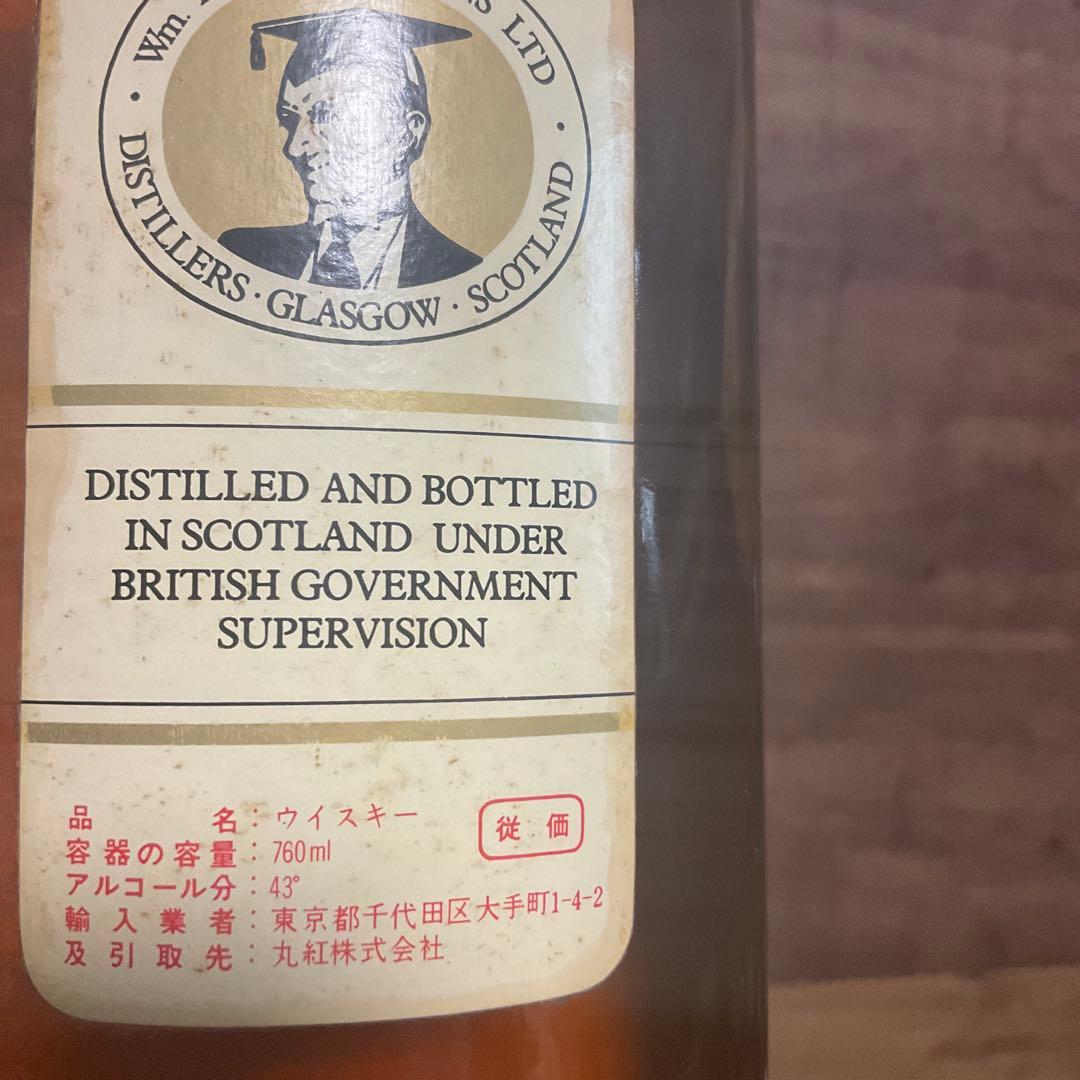 Wm. LTD
DISTILLERS · GLASGOW · SCOTLAND
DISTILLED AND BOTTLED
IN SCOTLAND UNDER
BRITISH GOVERNMENT
SUPERVISION
品名：ウイスキー
従価
容器の容量：760ml
アルコール分：43°
輸入業者：東京都千代田区大手町1-4-2
及引取先：丸紅株式会社